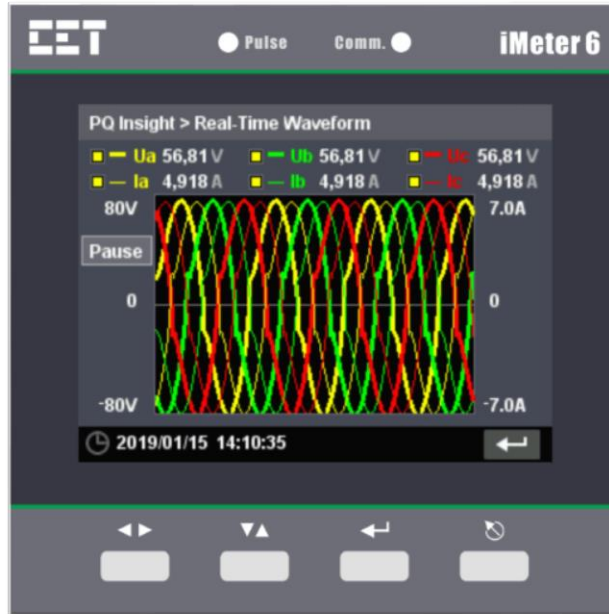 CET Pulse Comm. iMeter 6
PQ Insight > Real-Time Waveform
Ua 56,81 V Ub 56,81 V Uc 56,81 V
Ia 4,918 A Ib 4,918 A Ic 4,918 A
80V 7.0A
Pause
0 0
-80V -7.0A
2019/01/15 14:10:35